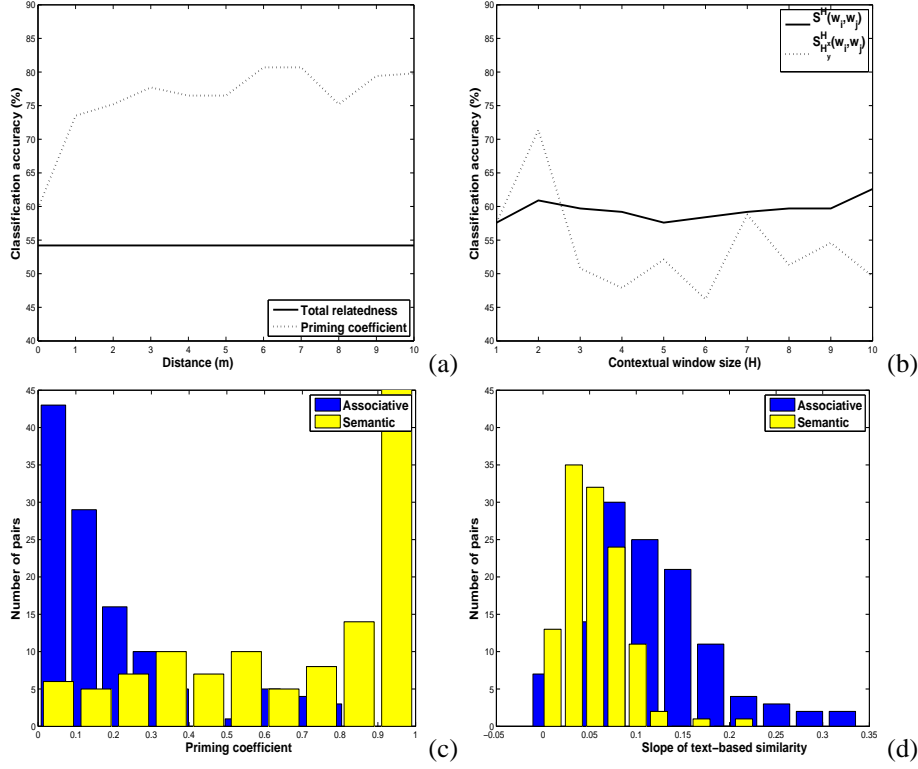 90
85
80
75
70
65
60
55
50
45
40
Classification accuracy (%)
Total relatedness
Priming coefficient
0 1 2 3 4 5 6 7 8 9 10
Distance (m)
(a)
90
85
80
75
70
65
60
55
50
45
40
Classification accuracy (%)
S^H(w_i,w_j)
S^H_{H^x_y}(w_i,w_j)
1 2 3 4 5 6 7 8 9 10
Contextual window size (H)
(b)
45
40
35
30
25
20
15
10
5
0
Number of pairs
Associative
Semantic
0 0.1 0.2 0.3 0.4 0.5 0.6 0.7 0.8 0.9 1
Priming coefficient
(c)
45
40
35
30
25
20
15
10
5
0
Number of pairs
Associative
Semantic
−0.05 0 0.05 0.1 0.15 0.2 0.25 0.3 0.35
Slope of text−based similarity
(d)